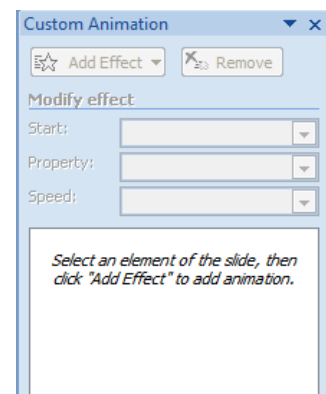 Custom Animation
Add Effect Remove
Modify effect
Start:
Property:
Speed:
Select an element of the slide, then
click "Add Effect" to add animation.